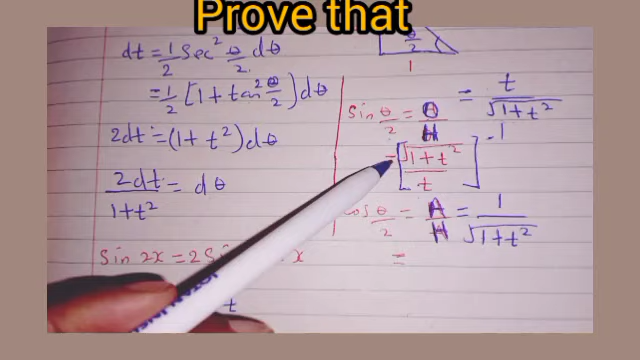 Prove that
dt = 1/2 Sec² θ/2 dθ
= 1/2 [1 + tan² θ/2] dθ
2dt = (1 + t²) dθ
2dt/1+t² = dθ
Sin 2x = 2 Si x
t
θ/2
1
Sin θ/2 = O/H = t/√1+t²
= [√1+t²/t]⁻¹
Cos θ/2 = A/H = 1/√1+t²
=